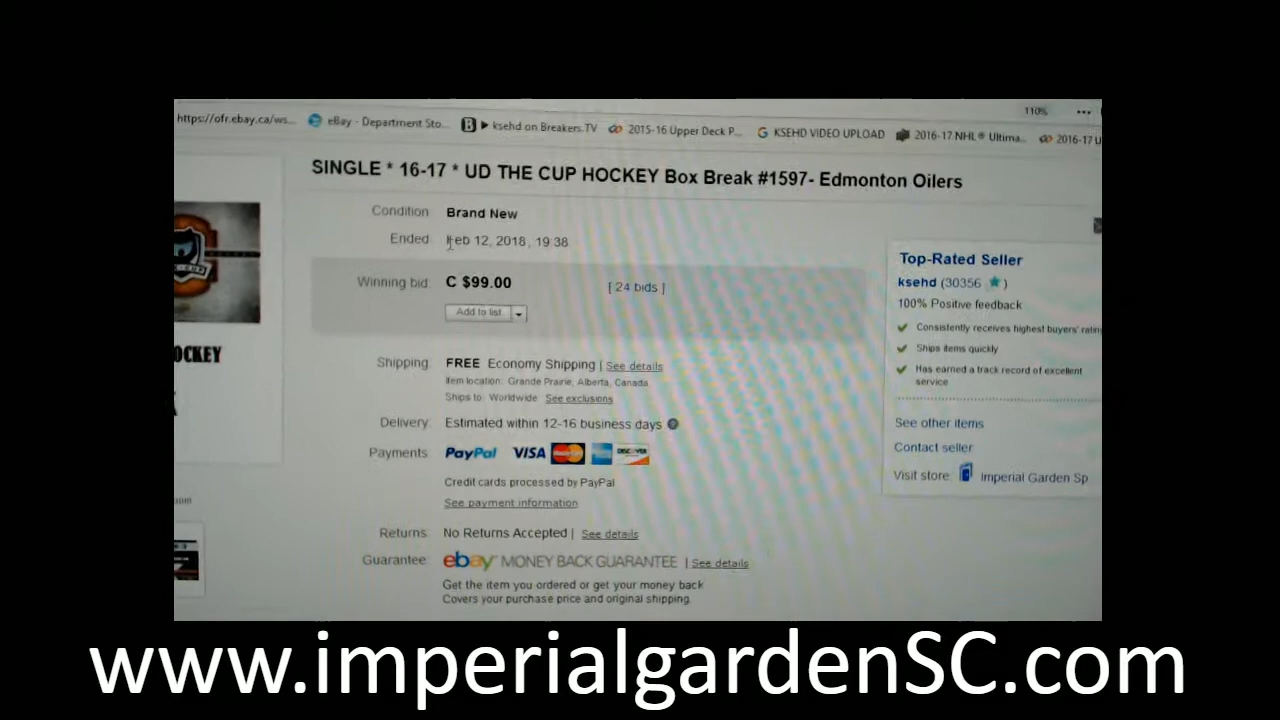 110% ...
https://ofr.ebay.ca/ws... eBay - Department Sto... B ▶ ksehd on Breakers.TV 2015-16 Upper Deck P... G KSEHD VIDEO UPLOAD 2016-17 NHL® Ultima... 2016-17 U
SINGLE * 16-17 * UD THE CUP HOCKEY Box Break #1597- Edmonton Oilers
Condition: Brand New
Ended: Feb 12, 2018 , 19:38
Winning bid: C $99.00 [ 24 bids ]
Add to list
OCKEY
Shipping: FREE Economy Shipping | See details
Item location: Grande Prairie, Alberta, Canada
Ships to: Worldwide See exclusions
Delivery: Estimated within 12-16 business days ?
Payments: PayPal VISA MasterCard DISCOVER
Credit cards processed by PayPal
See payment information
Returns: No Returns Accepted | See details
Guarantee: ebay MONEY BACK GUARANTEE | See details
Get the item you ordered or get your money back
Covers your purchase price and original shipping.
Top-Rated Seller
ksehd (30356 ★ )
100% Positive feedback
✔ Consistently receives highest buyers' rating
✔ Ships items quickly
✔ Has earned a track record of excellent
service
See other items
Contact seller
Visit store: Imperial Garden Sp
www.imperialgardenSC.com